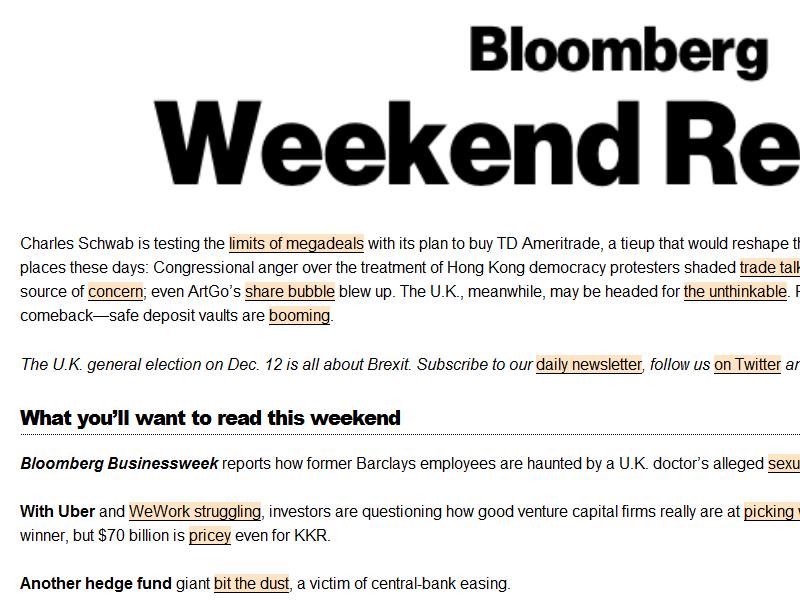 Bloomberg
Weekend Re
Charles Schwab is testing the limits of megadeals with its plan to buy TD Ameritrade, a tieup that would reshape th
places these days: Congressional anger over the treatment of Hong Kong democracy protesters shaded trade talk
source of concern; even ArtGo’s share bubble blew up. The U.K., meanwhile, may be headed for the unthinkable.
comeback—safe deposit vaults are booming.
The U.K. general election on Dec. 12 is all about Brexit. Subscribe to our daily newsletter, follow us on Twitter an
What you’ll want to read this weekend
Bloomberg Businessweek reports how former Barclays employees are haunted by a U.K. doctor’s alleged sexu
With Uber and WeWork struggling, investors are questioning how good venture capital firms really are at picking
winner, but $70 billion is pricey even for KKR.
Another hedge fund giant bit the dust, a victim of central-bank easing.